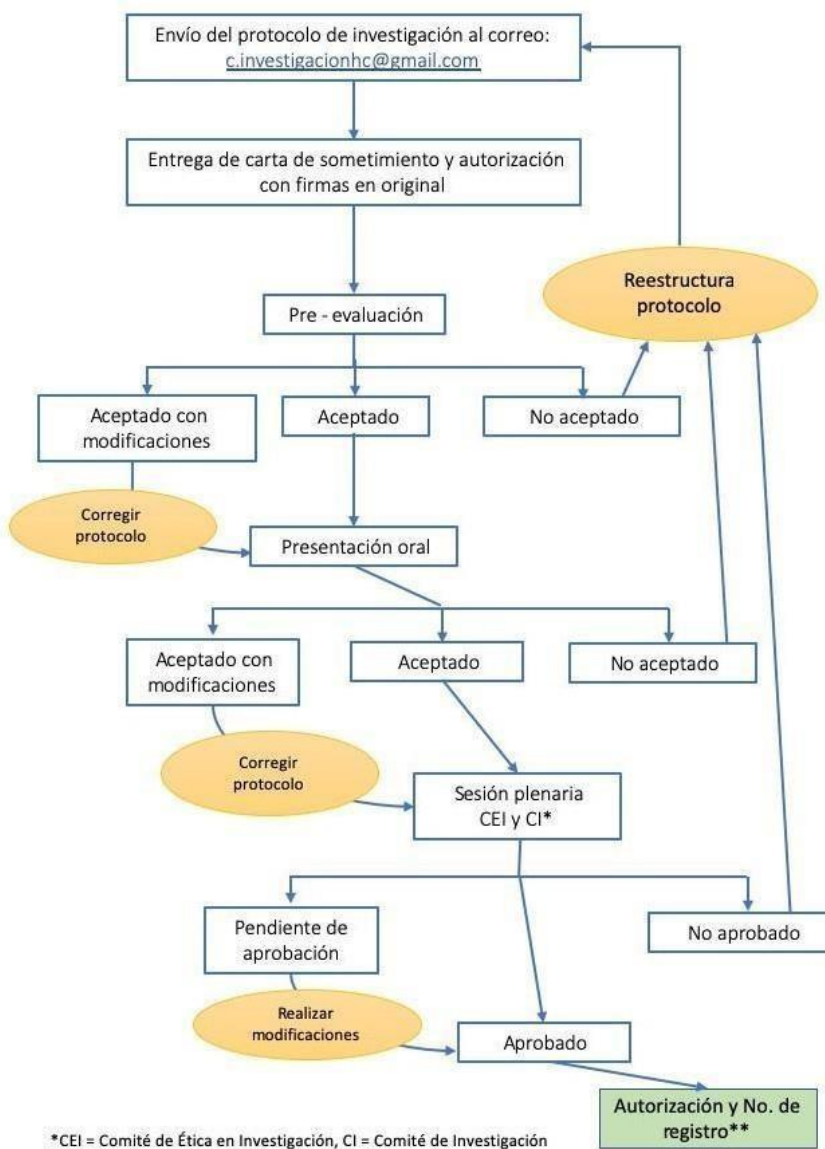 Envío del protocolo de investigación al correo:
c.investigacionhc@gmail.com
Entrega de carta de sometimiento y autorización
con firmas en original
Reestructura
protocolo
Pre - evaluación
Aceptado con
modificaciones
Aceptado
No aceptado
Corregir
protocolo
Presentación oral
Aceptado con
modificaciones
Aceptado
No aceptado
Corregir
protocolo
Sesión plenaria
CEI y CI*
Pendiente de
aprobación
No aprobado
Realizar
modificaciones
Aprobado
Autorización y No. de
registro**
*CEI = Comité de Ética en Investigación, CI = Comité de Investigación